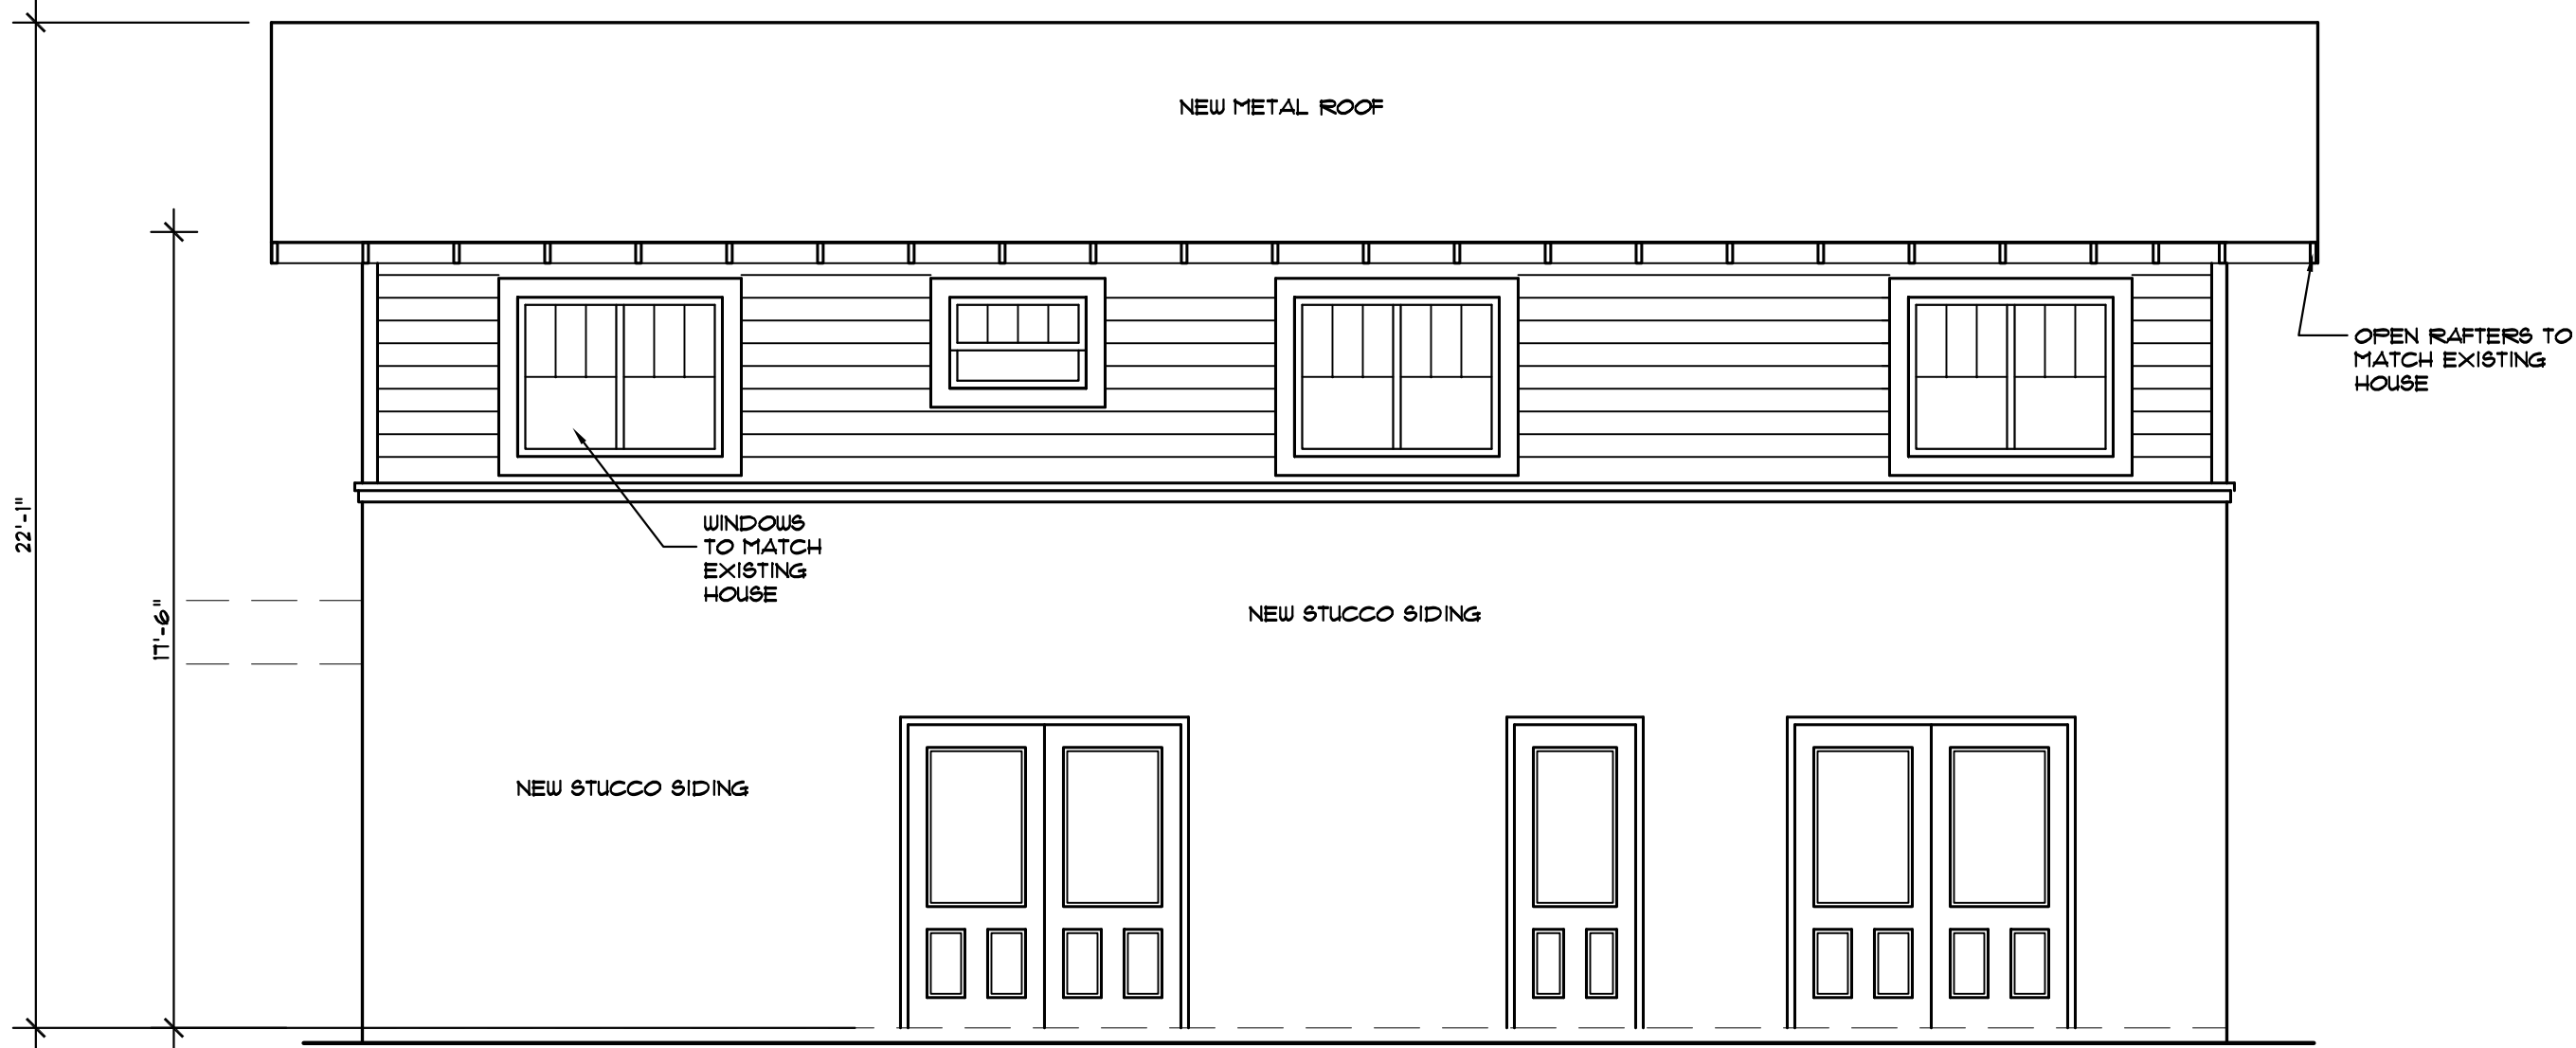 NEW METAL ROOF
OPEN RAFTERS TO
MATCH EXISTING
HOUSE
22'-1"
WINDOWS
TO MATCH
EXISTING
HOUSE
17'-6"
NEW STUCCO SIDING
NEW STUCCO SIDING